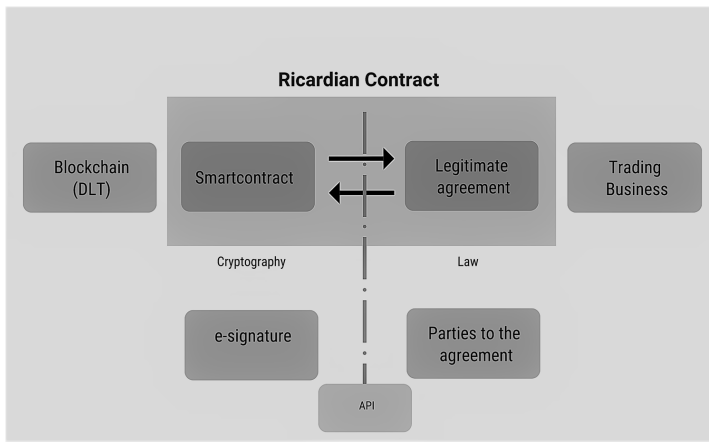 Ricardian Contract
Blockchain
(DLT)
Smartcontract
Legitimate
agreement
Trading
Business
Cryptography
Law
e-signature
Parties to the
agreement
API